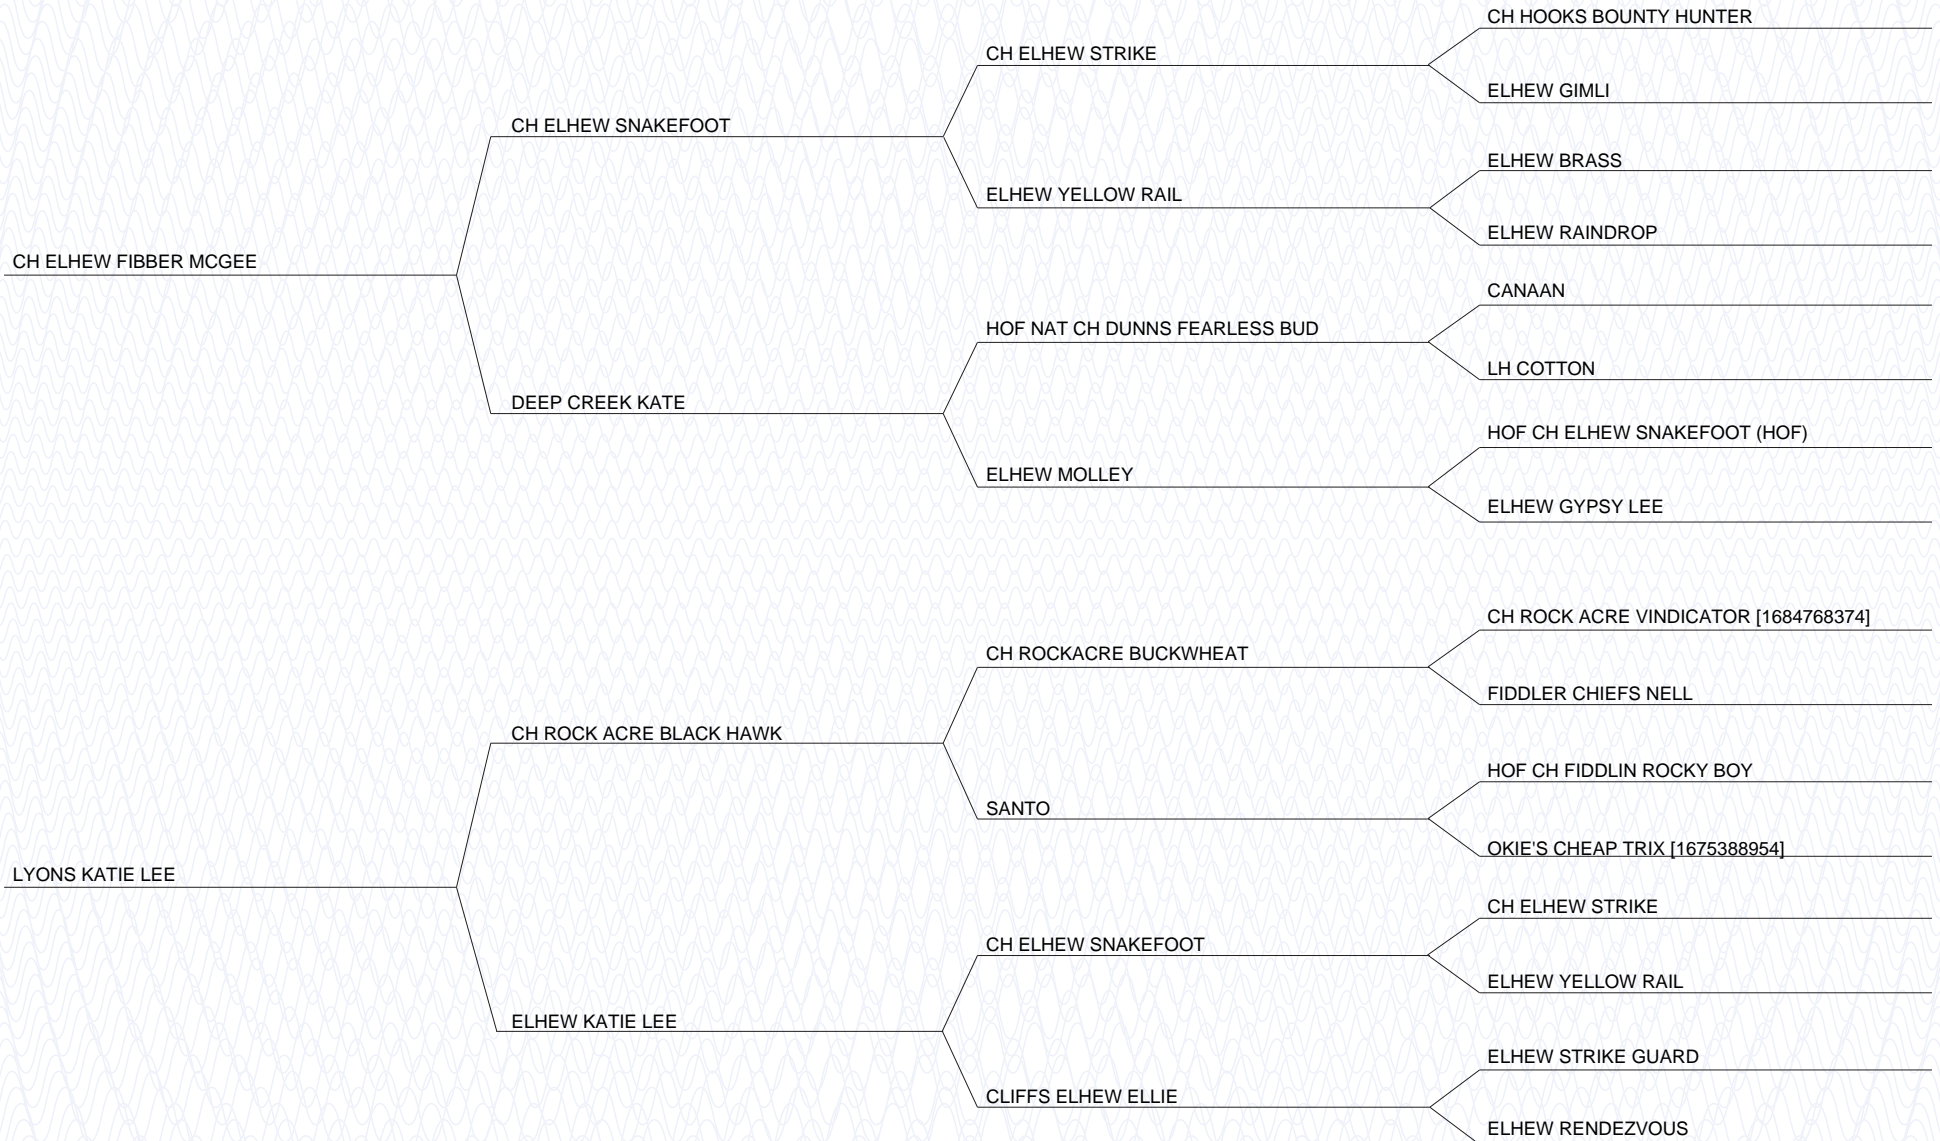 CH HOOKS BOUNTY HUNTER
CH ELHEW STRIKE
ELHEW GIMLI
CH ELHEW SNAKEFOOT
ELHEW BRASS
ELHEW YELLOW RAIL
ELHEW RAINDROP
CH ELHEW FIBBER MCGEE
CANAAN
HOF NAT CH DUNNS FEARLESS BUD
LH COTTON
DEEP CREEK KATE
HOF CH ELHEW SNAKEFOOT (HOF)
ELHEW MOLLEY
ELHEW GYPSY LEE
CH ROCK ACRE VINDICATOR [1684768374]
CH ROCKACRE BUCKWHEAT
FIDDLER CHIEFS NELL
CH ROCK ACRE BLACK HAWK
HOF CH FIDDLIN ROCKY BOY
SANTO
OKIE'S CHEAP TRIX [1675388954]
LYONS KATIE LEE
CH ELHEW STRIKE
CH ELHEW SNAKEFOOT
ELHEW YELLOW RAIL
ELHEW KATIE LEE
ELHEW STRIKE GUARD
CLIFFS ELHEW ELLIE
ELHEW RENDEZVOUS